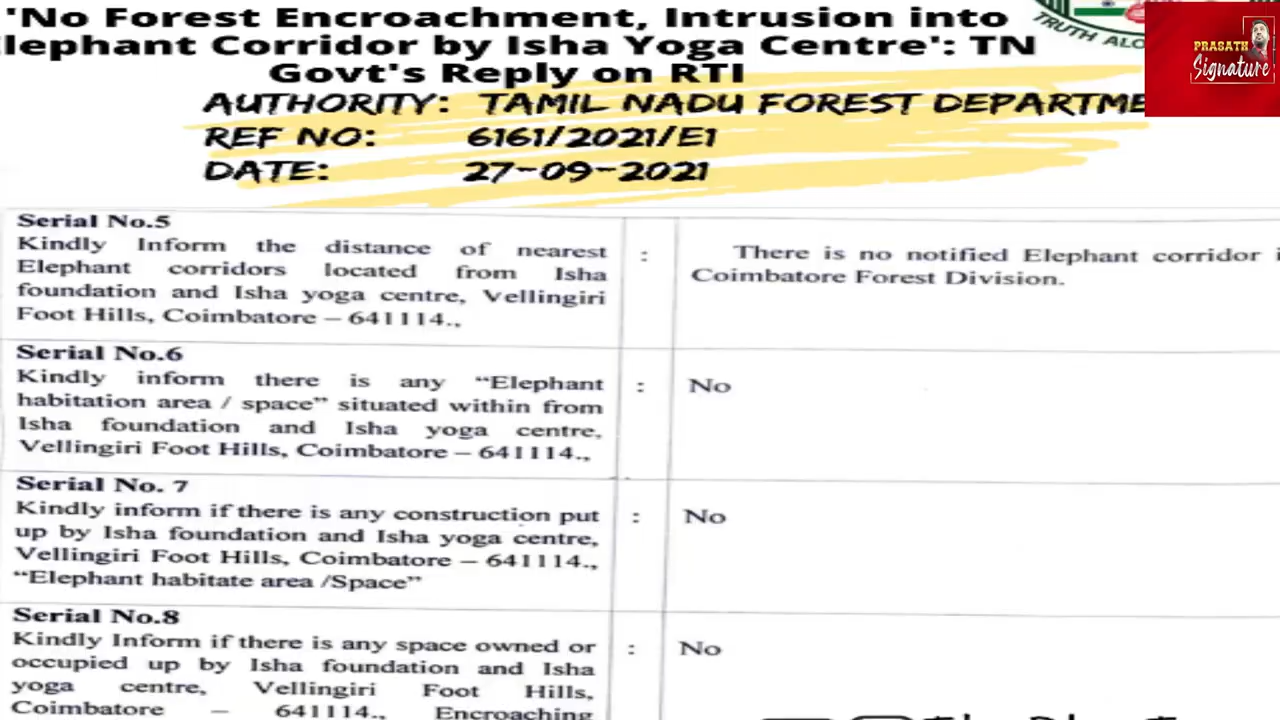 'No Forest Encroachment, Intrusion into
lephant Corridor by Isha Yoga Centre': TN
Govt's Reply on RTI
TRUTH ALO
PRASATH
Signature
AUTHORITY: TAMIL NADU FOREST DEPARTME
REF NO: 6161/2021/E1
DATE: 27-09-2021
Serial No.5
Kindly Inform the distance of nearest
Elephant corridors located from Isha
foundation and Isha yoga centre, Vellingiri
Foot Hills, Coimbatore – 641114.,
:
There is no notified Elephant corridor i
Coimbatore Forest Division.
Serial No.6
Kindly inform there is any “Elephant
habitation area / space” situated within from
Isha foundation and Isha yoga centre,
Vellingiri Foot Hills, Coimbatore – 641114.,
:
No
Serial No. 7
Kindly inform if there is any construction put
up by Isha foundation and Isha yoga centre,
Vellingiri Foot Hills, Coimbatore – 641114.,
“Elephant habitate area /Space”
:
No
Serial No.8
Kindly Inform if there is any space owned or
occupied up by Isha foundation and Isha
yoga centre, Vellingiri Foot Hills,
Coimbatore – 641114., Encroaching
:
No